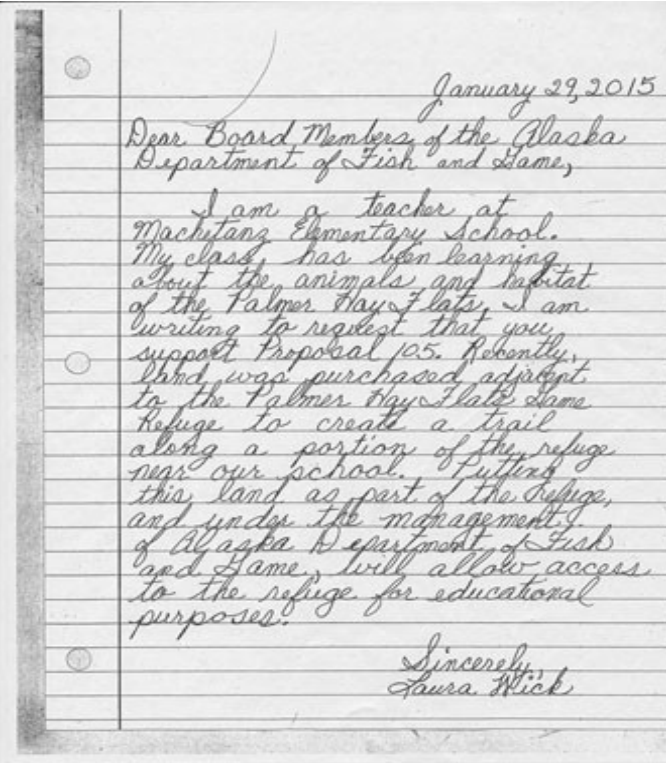 January 29, 2015
Dear Board Members of the Alaska
Department of Fish and Game,
I am a teacher at
Machetanz Elementary School.
My class has been learning
about the animals and habitat
of the Palmer Hay Flats. I am
writing to request that you
support Proposal 105. Recently,
land was purchased adjacent
to the Palmer Hay Flats Game
Refuge to create a trail
along a portion of the refuge
near our school. Putting
this land as part of the Refuge,
and under the management
of Alaska Department of Fish
and Game, will allow access
to the refuge for educational
purposes.
Sincerely,
Laura Wick